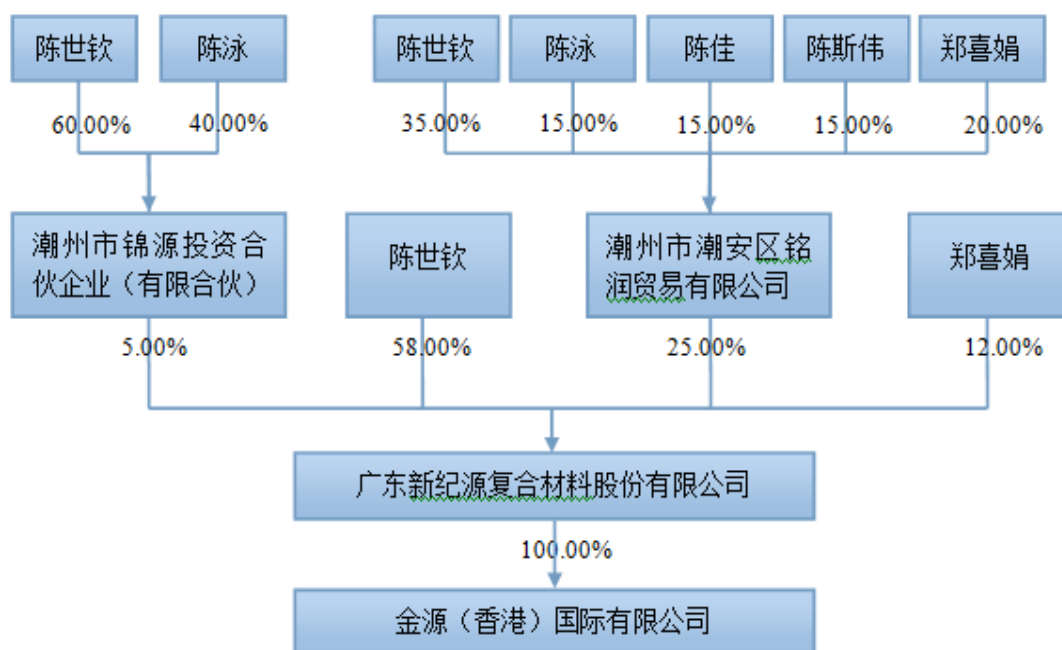 陈世钦
陈泳
陈世钦
陈泳
陈佳
陈斯伟
郑喜娟
60.00%
40.00%
35.00%
15.00%
15.00%
15.00%
20.00%
潮州市锦源投资合
伙企业（有限合伙）
陈世钦
潮州市潮安区铭
润贸易有限公司
郑喜娟
5.00%
58.00%
25.00%
12.00%
广东新纪源复合材料股份有限公司
100.00%
金源（香港）国际有限公司